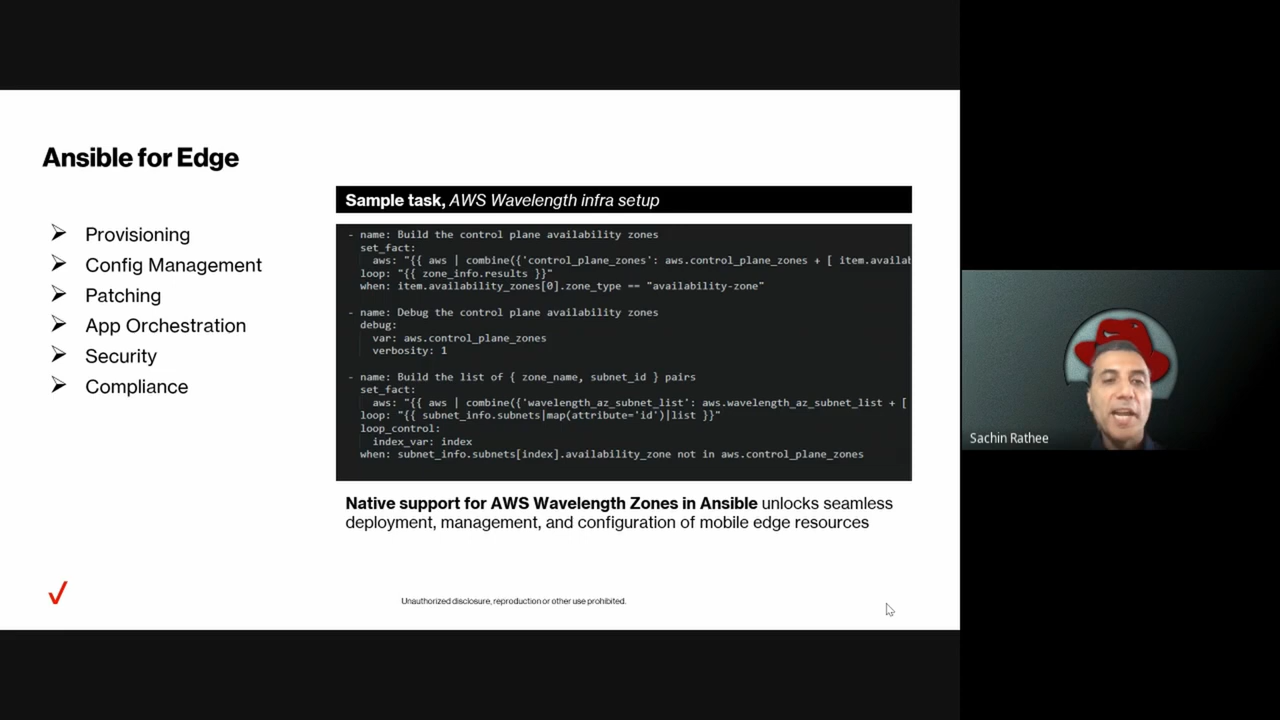 Ansible for Edge
Provisioning
Config Management
Patching
App Orchestration
Security
Compliance
Sample task, AWS Wavelength infra setup
- name: Build the control plane availability zones
set_fact:
aws: "{{ aws | combine({'control_plane_zones': aws.control_plane_zones + [ item.availab
loop: "{{ zone_info.results }}"
when: item.availability_zones[0].zone_type == "availability-zone"
- name: Debug the control plane availability zones
debug:
var: aws.control_plane_zones
verbosity: 1
- name: Build the list of { zone_name, subnet_id } pairs
set_fact:
aws: "{{ aws | combine({'wavelength_az_subnet_list': aws.wavelength_az_subnet_list + [
loop: "{{ subnet_info.subnets|map(attribute='id')|list }}"
loop_control:
index_var: index
when: subnet_info.subnets[index].availability_zone not in aws.control_plane_zones
Native support for AWS Wavelength Zones in Ansible unlocks seamless
deployment, management, and configuration of mobile edge resources
Unauthorized disclosure, reproduction or other use prohibited.
Sachin Rathee